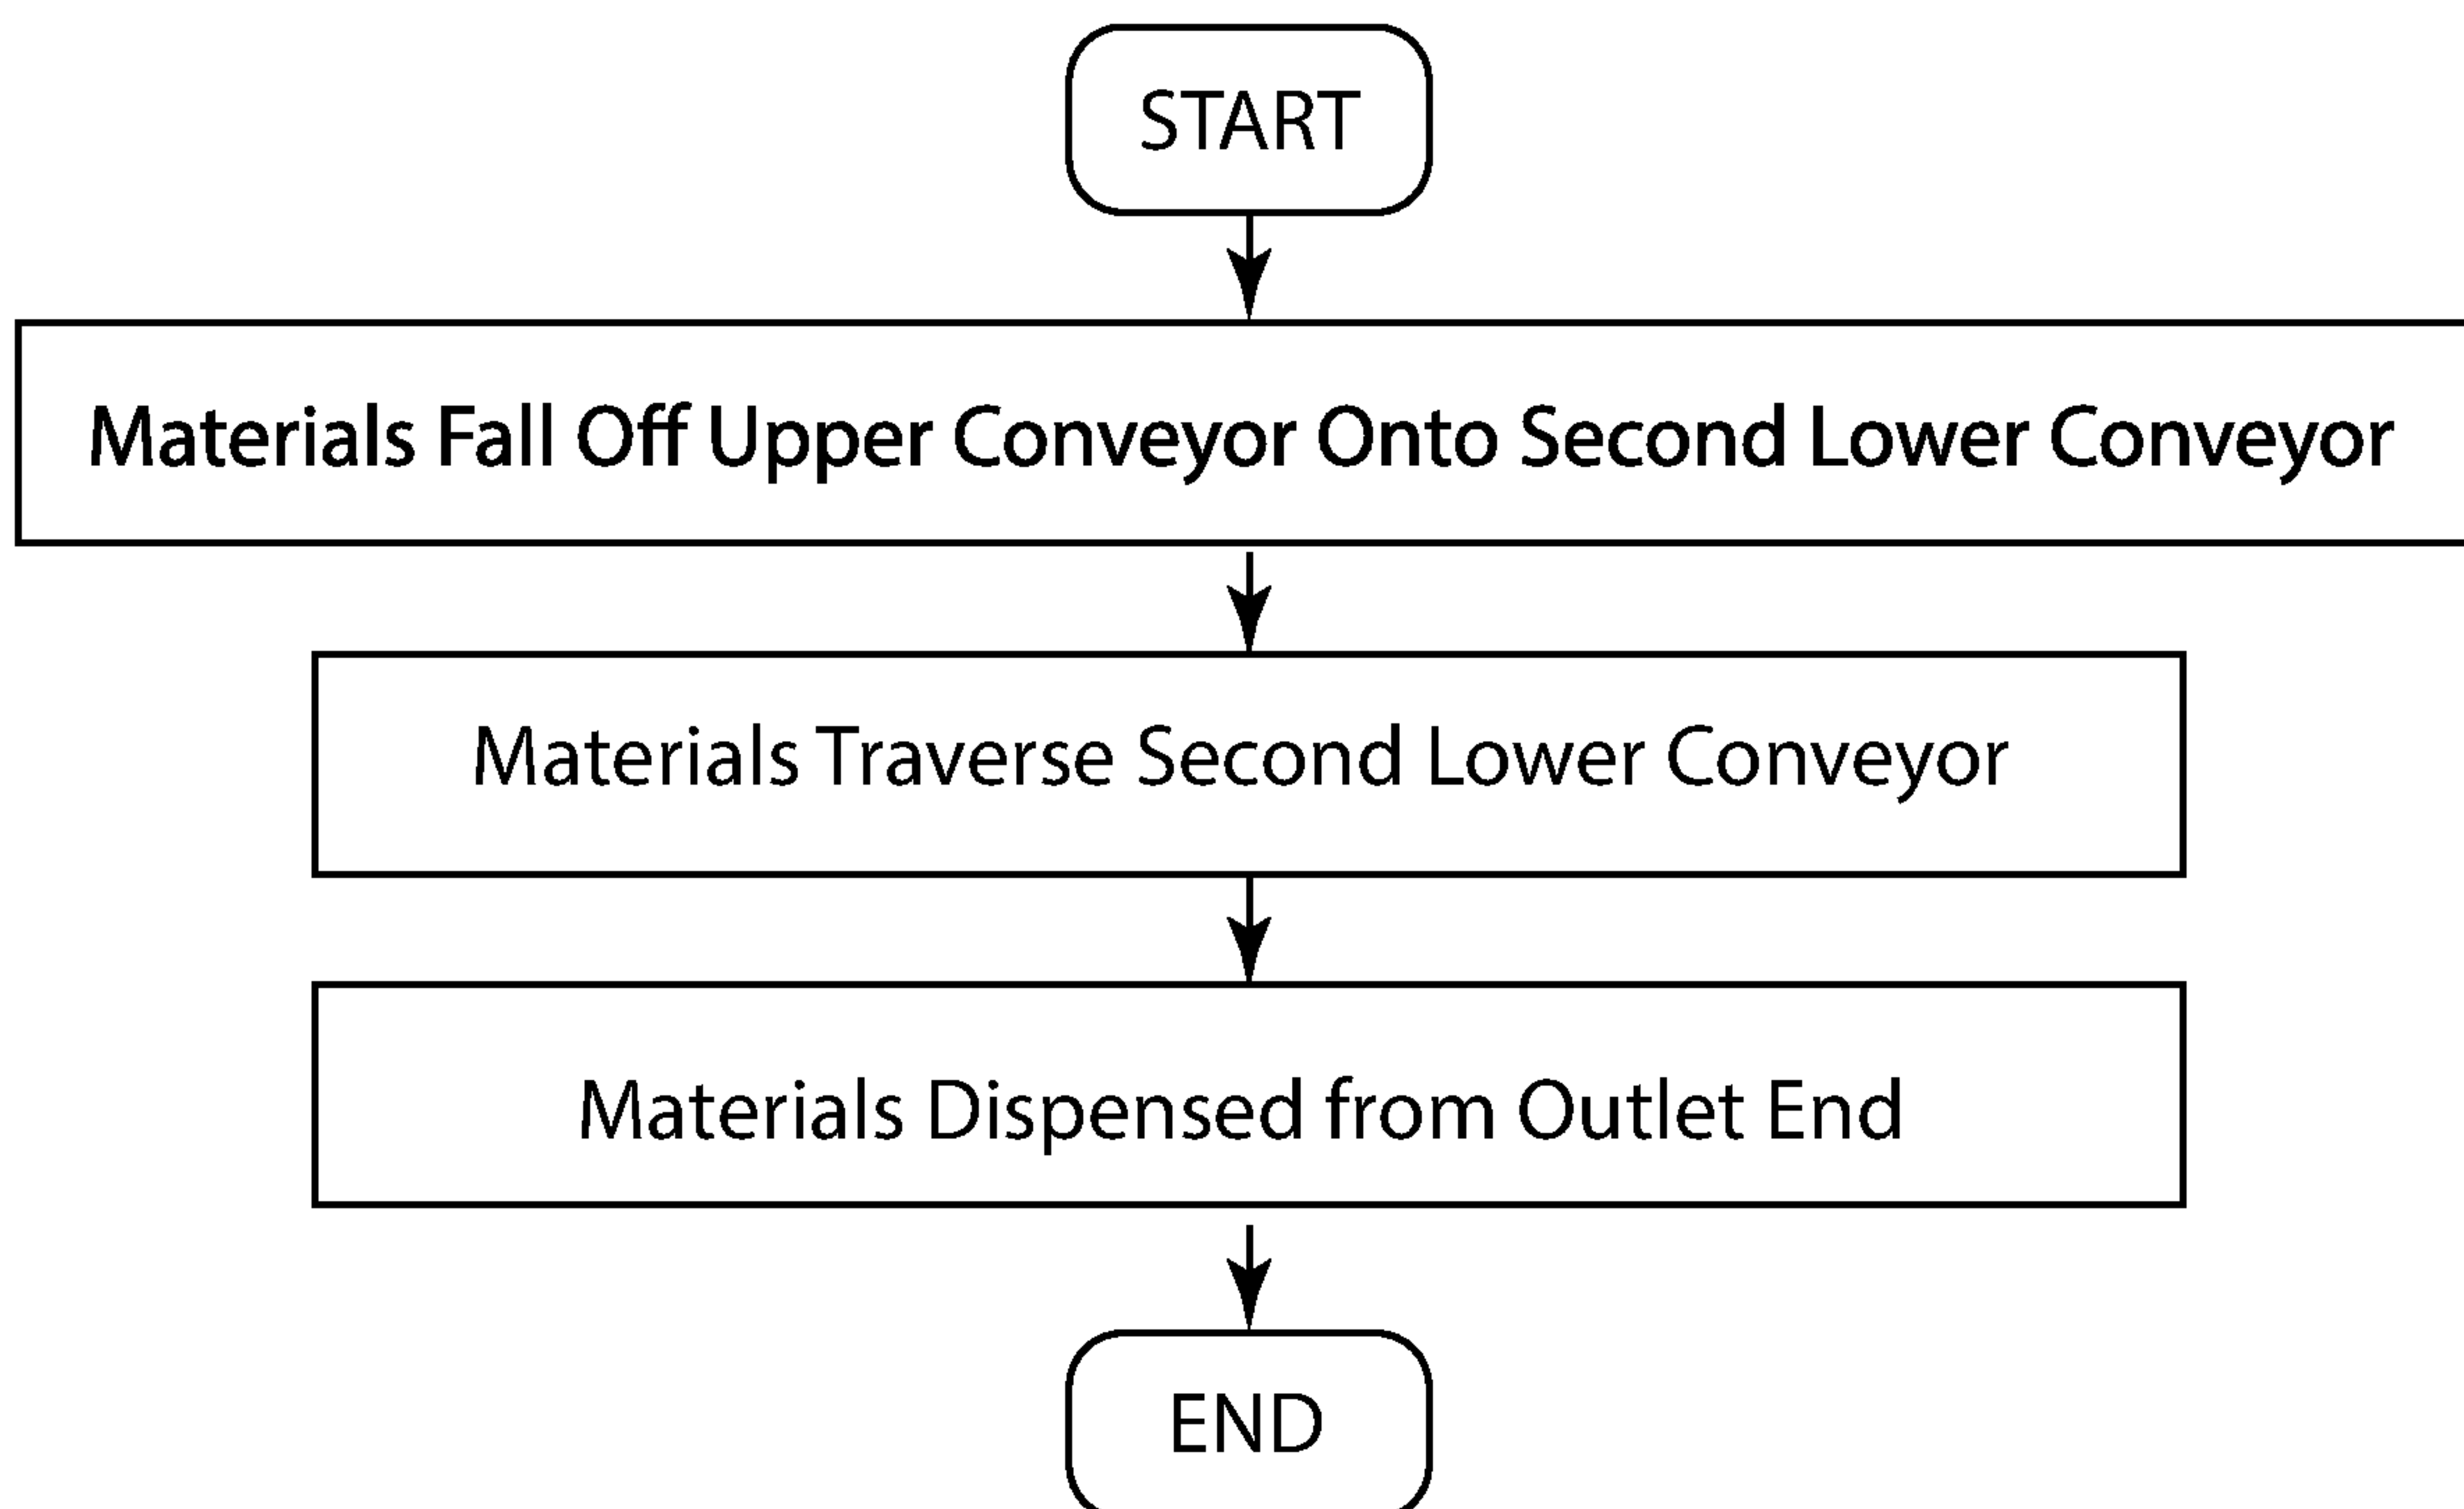 START
Materials Fall Off Upper Conveyor Onto Second Lower Conveyor
Materials Traverse Second Lower Conveyor
Materials Dispensed from Outlet End
END